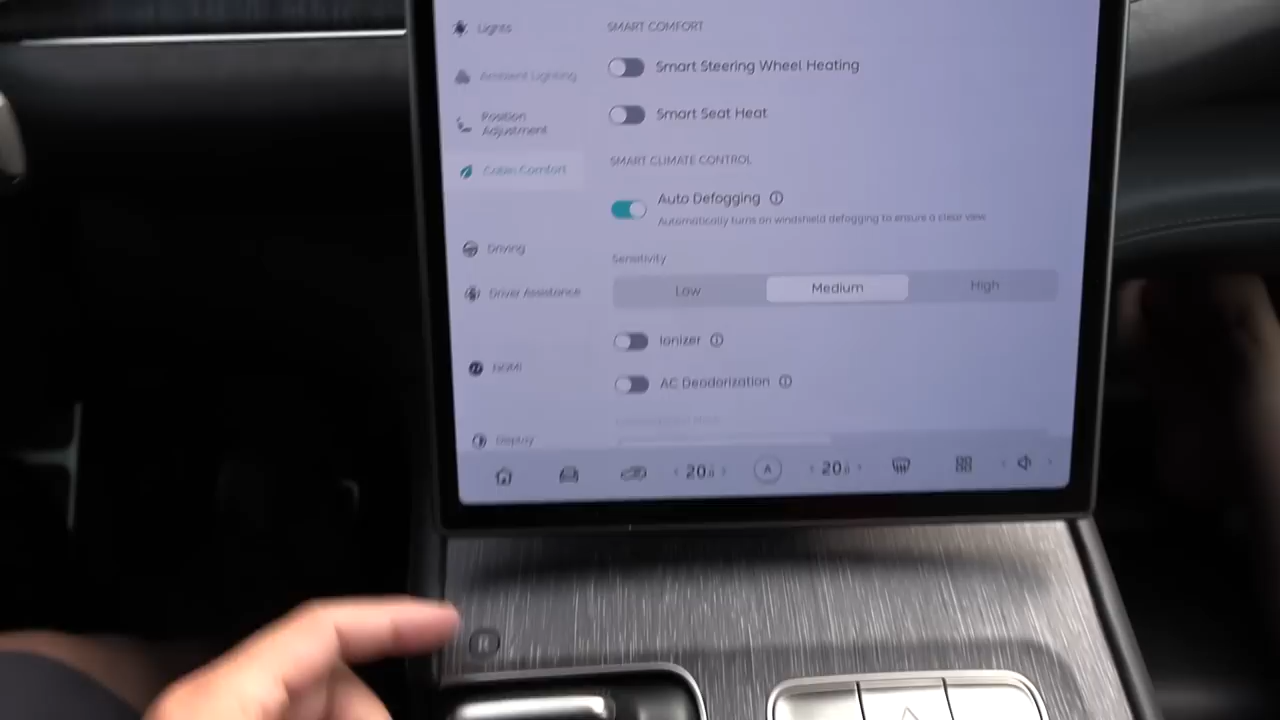 Lights
SMART COMFORT
Smart Steering Wheel Heating
Ambient Lighting
Position
Adjustment
Smart Seat Heat
SMART CLIMATE CONTROL
Cabin Comfort
Auto Defogging
Automatically turns on windshield defogging to ensure a clear view
Driving
Sensitivity
Low
Medium
High
Driver Assistance
Ionizer
AC Deodorization
Display
20
A
20